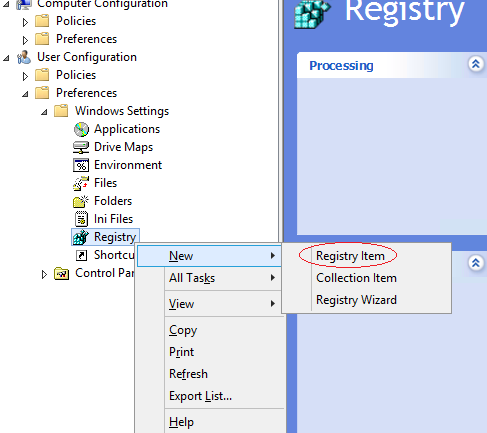 Computer Configuration
Policies
Preferences
User Configuration
Policies
Preferences
Windows Settings
Applications
Drive Maps
Environment
Files
Folders
Ini Files
Registry
Shortcu
Control Par
New
All Tasks
View
Copy
Print
Refresh
Export List...
Help
Registry Item
Collection Item
Registry Wizard
Registry
Processing